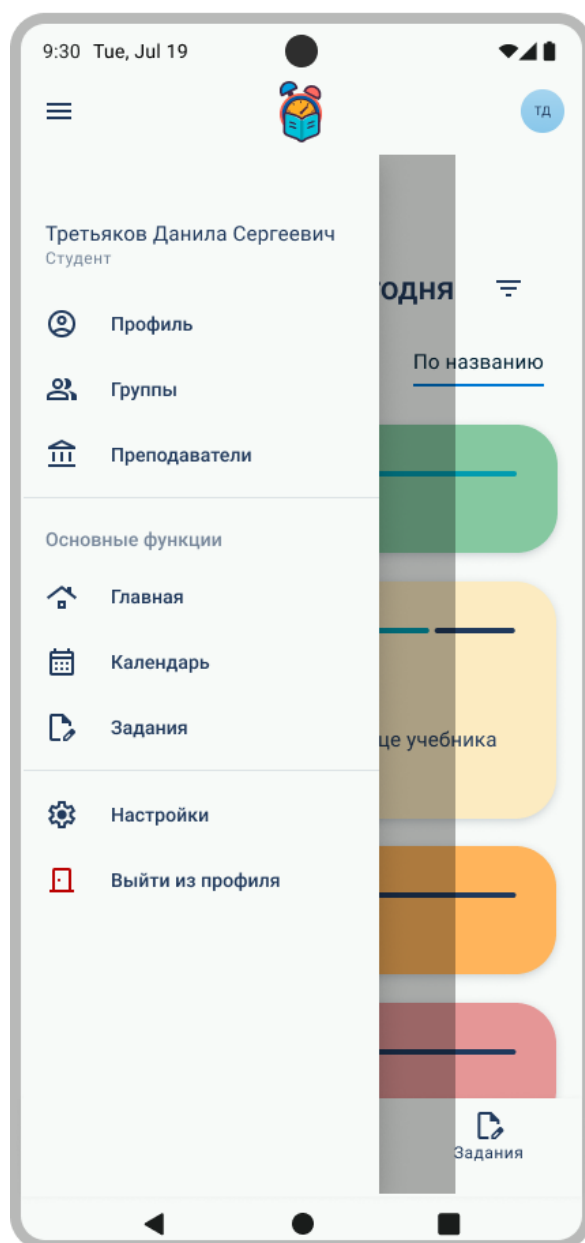 9:30 Tue, Jul 19
ТД
Третьяков Данила Сергеевич
Студент
одня
Профиль
По названию
Группы
Преподаватели
Основные функции
Главная
Календарь
Задания
це учебника
Настройки
Выйти из профиля
Задания